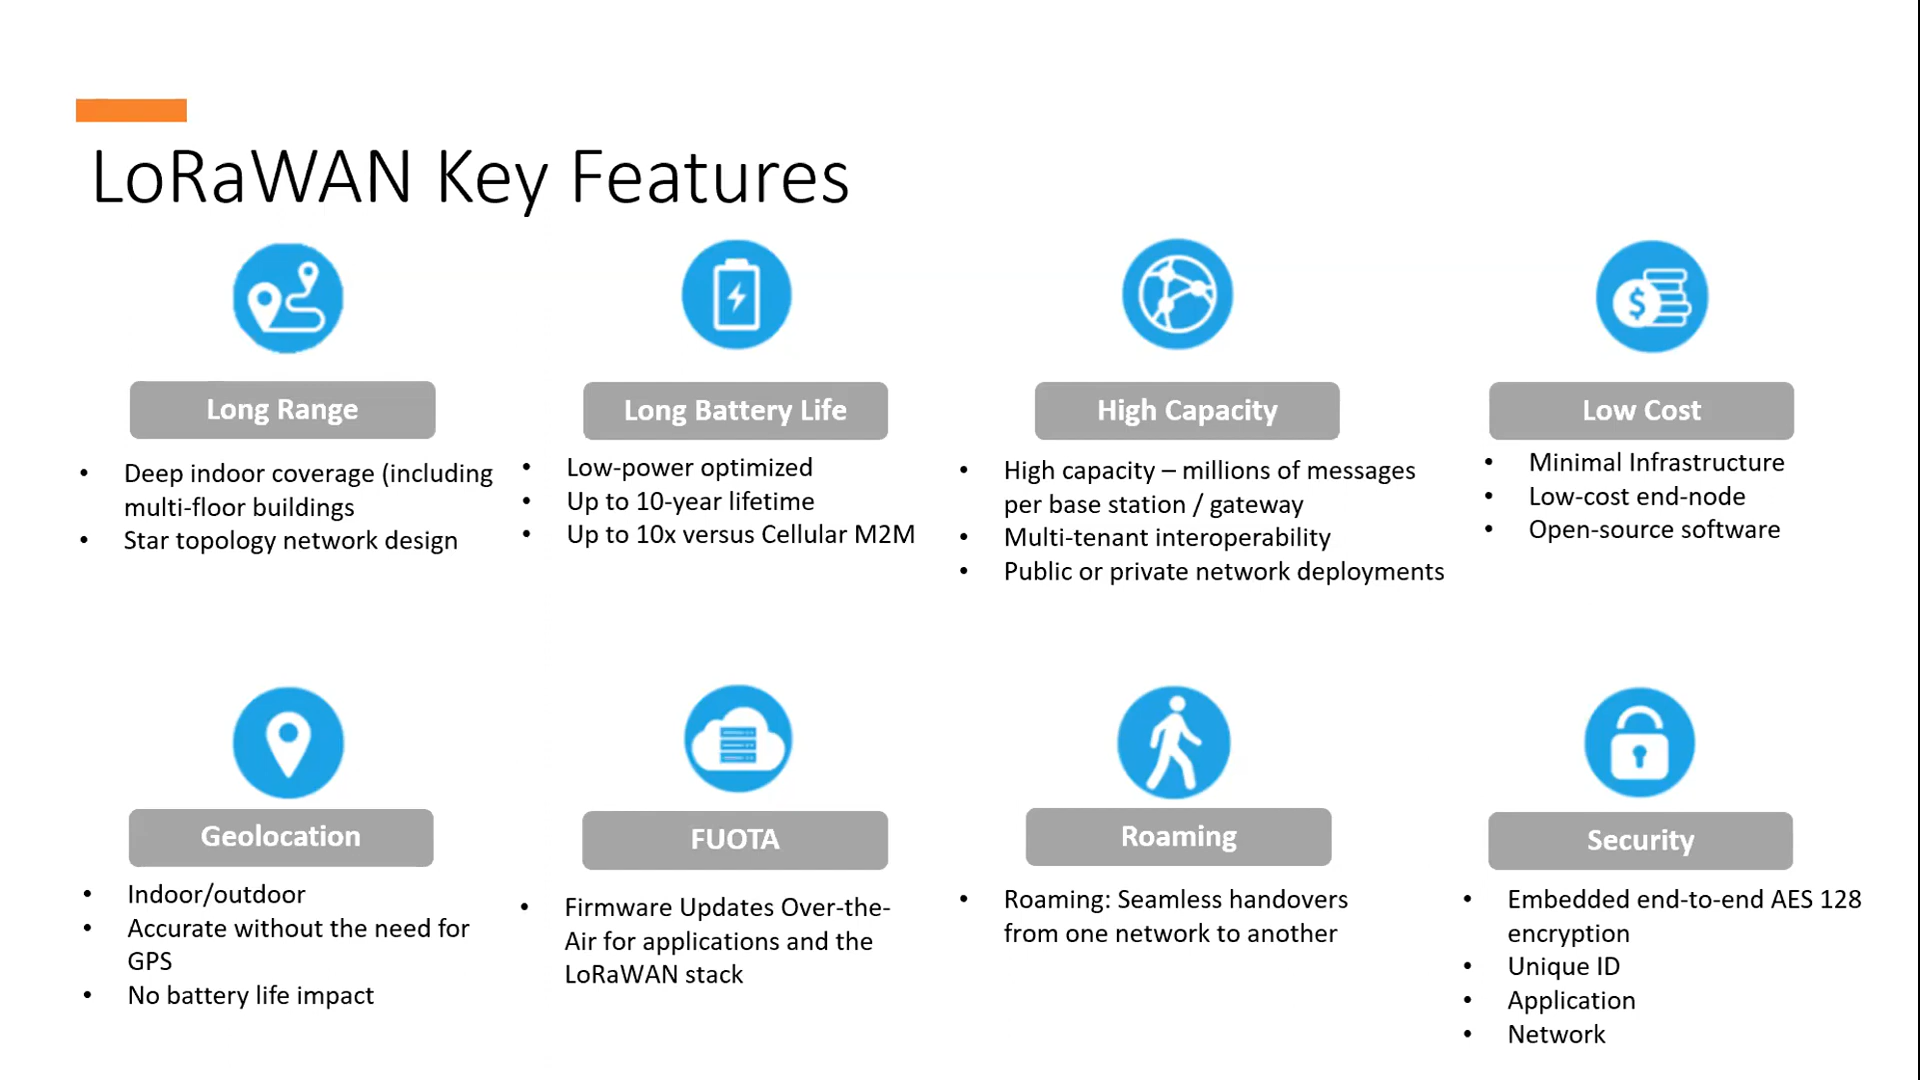 LoRaWAN Key Features
Long Range
• Deep indoor coverage (including
multi-floor buildings
• Star topology network design
Long Battery Life
• Low-power optimized
• Up to 10-year lifetime
• Up to 10x versus Cellular M2M
High Capacity
• High capacity – millions of messages
per base station / gateway
• Multi-tenant interoperability
• Public or private network deployments
$
Low Cost
• Minimal Infrastructure
• Low-cost end-node
• Open-source software
Geolocation
• Indoor/outdoor
• Accurate without the need for
GPS
• No battery life impact
FUOTA
• Firmware Updates Over-the-
Air for applications and the
LoRaWAN stack
Roaming
• Roaming: Seamless handovers
from one network to another
Security
• Embedded end-to-end AES 128
encryption
• Unique ID
• Application
• Network